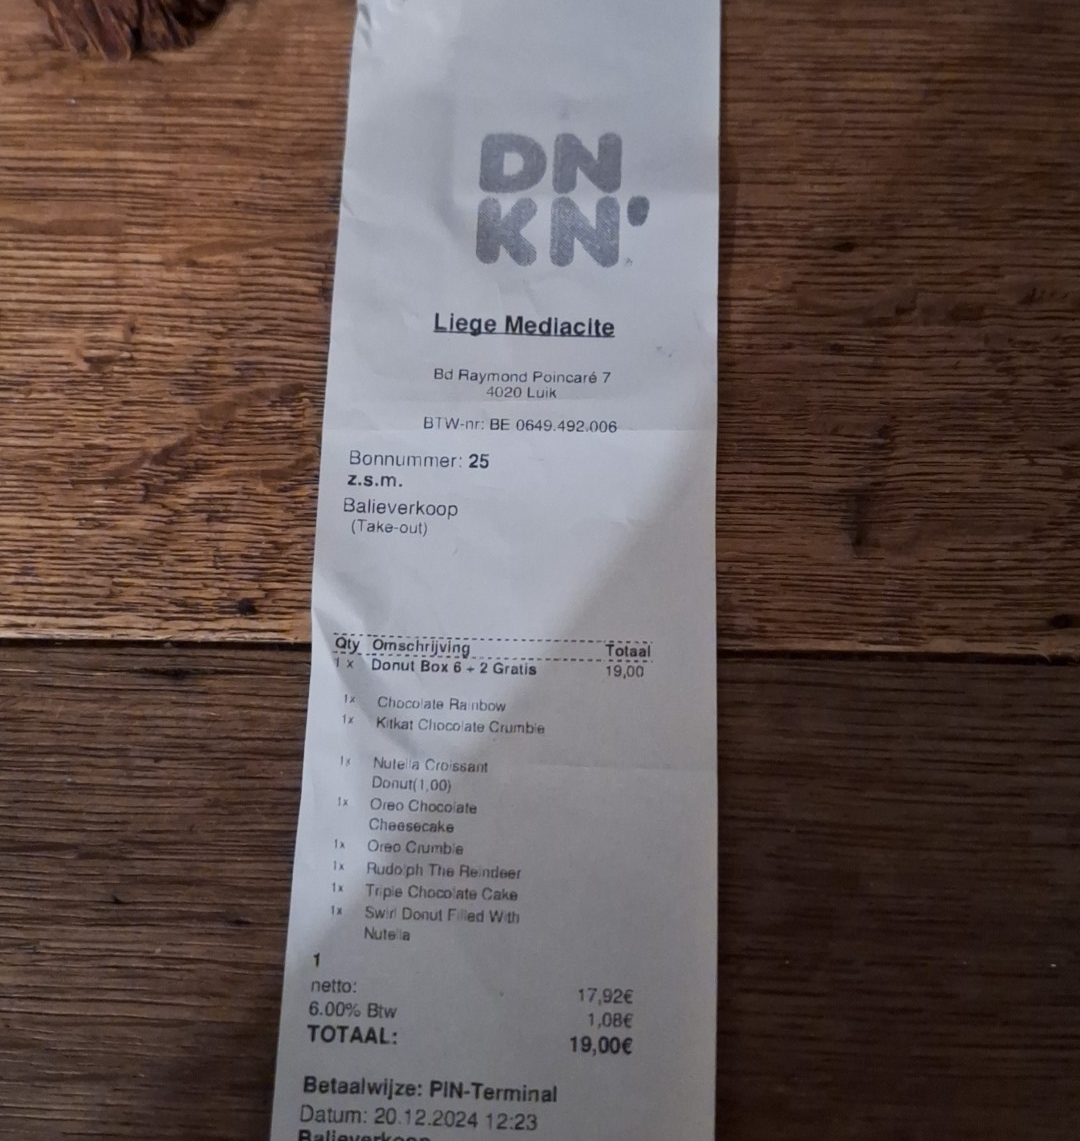 DN
KN'
Liege Mediacite
Bd Raymond Poincaré 7
4020 Luik
BTW-nr: BE 0649.492.006
Bonnummer: 25
z.s.m.
Balieverkoop
(Take-out)
Qty Omschrijving Totaal
1 x Donut Box 6 + 2 Gratis 19,00
1x Chocolate Rainbow
1x Kitkat Chocolate Crumble
1x Nutella Croissant
Donut(1,00)
1x Oreo Chocolate
Cheesecake
1x Oreo Crumble
1x Rudolph The Reindeer
1x Triple Chocolate Cake
1x Swirl Donut Filled With
Nutella
1
netto: 17,92€
6.00% Btw 1,08€
TOTAAL: 19,00€
Betaalwijze: PIN-Terminal
Datum: 20.12.2024 12:23
Balieverkoop